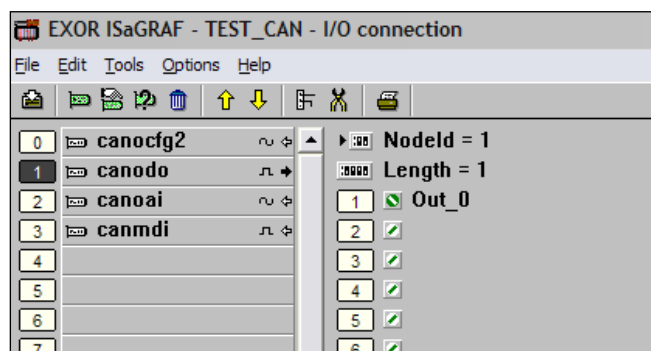 EXOR ISaGRAF - TEST_CAN - I/O connection
File Edit Tools Options Help
0 canocfg2
1 canodo
2 canoai
3 canmdi
4
5
6
7
NodeId = 1
Length = 1
1 Out_0
2
3
4
5
6